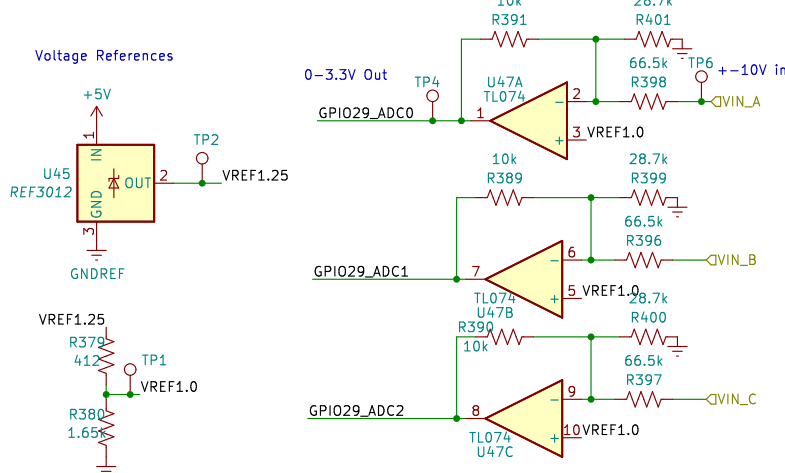 Voltage References
+5V
1
IN
U45
REF3012
OUT
2
GND
3
GNDREF
TP2
VREF1.25
VREF1.25
R379
412
TP1
VREF1.0
R380
1.65k
0-3.3V Out
+-10V in
10k
R391
28.7k
R401
66.5k
R398
TP4
TP6
U47A
TL074
GPIO29_ADC0
1
2
-
3
+
VREF1.0
VIN_A
10k
R389
28.7k
R399
66.5k
R396
GPIO29_ADC1
7
6
-
5
+
VREF1.0
VIN_B
TL074
U47B
R390
10k
28.7k
R400
66.5k
R397
GPIO29_ADC2
8
9
-
10
+
VREF1.0
VIN_C
TL074
U47C